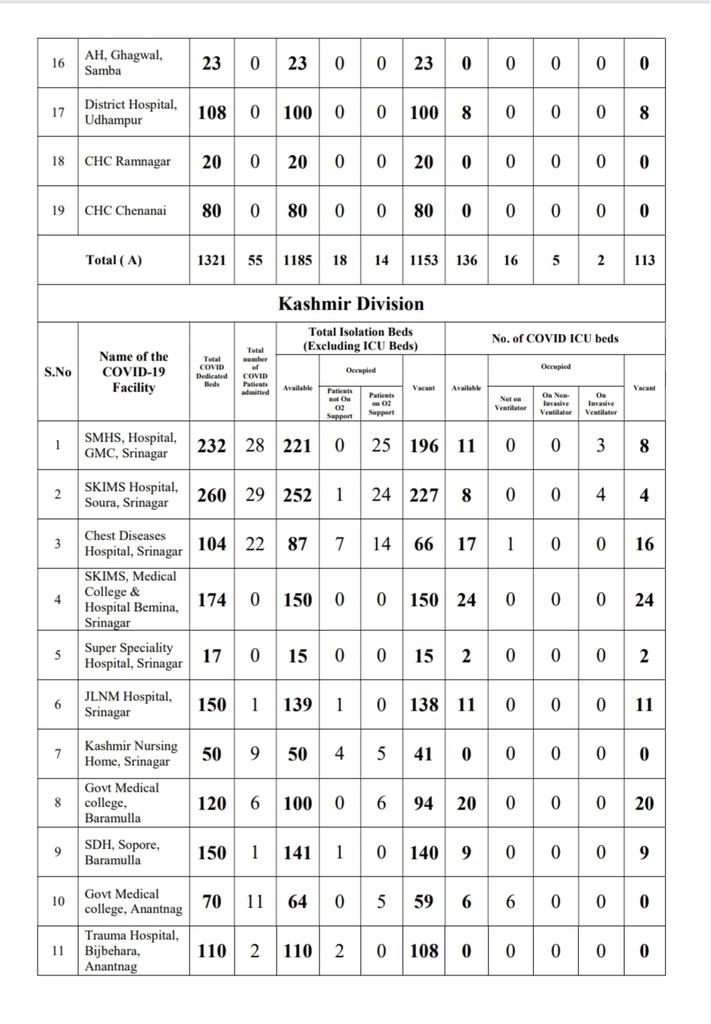 16 AH, Ghagwal, Samba 23 0 23 0 0 23 0 0 0 0 0
17 District Hospital, Udhampur 108 0 100 0 0 100 8 0 0 0 8
18 CHC Ramnagar 20 0 20 0 0 20 0 0 0 0 0
19 CHC Chenanai 80 0 80 0 0 80 0 0 0 0 0
Total ( A) 1321 55 1185 18 14 1153 136 16 5 2 113
Kashmir Division
S.No Name of the COVID-19 Facility Total COVID Dedicated Beds Total number of COVID Patients admitted Total Isolation Beds (Excluding ICU Beds) No. of COVID ICU beds
Available Occupied Vacant Available Occupied Vacant
Patients not On O2 Support Patients on O2 Support Not on Ventilator On Non-Invasive Ventilator On Invasive Ventilator
1 SMHS, Hospital, GMC, Srinagar 232 28 221 0 25 196 11 0 0 3 8
2 SKIMS Hospital, Soura, Srinagar 260 29 252 1 24 227 8 0 0 4 4
3 Chest Diseases Hospital, Srinagar 104 22 87 7 14 66 17 1 0 0 16
4 SKIMS, Medical College & Hospital Bemina, Srinagar 174 0 150 0 0 150 24 0 0 0 24
5 Super Speciality Hospital, Srinagar 17 0 15 0 0 15 2 0 0 0 2
6 JLNM Hospital, Srinagar 150 1 139 1 0 138 11 0 0 0 11
7 Kashmir Nursing Home, Srinagar 50 9 50 4 5 41 0 0 0 0 0
8 Govt Medical college, Baramulla 120 6 100 0 6 94 20 0 0 0 20
9 SDH, Sopore, Baramulla 150 1 141 1 0 140 9 0 0 0 9
10 Govt Medical college, Anantnag 70 11 64 0 5 59 6 6 0 0 0
11 Trauma Hospital, Bijbehara, Anantnag 110 2 110 2 0 108 0 0 0 0 0